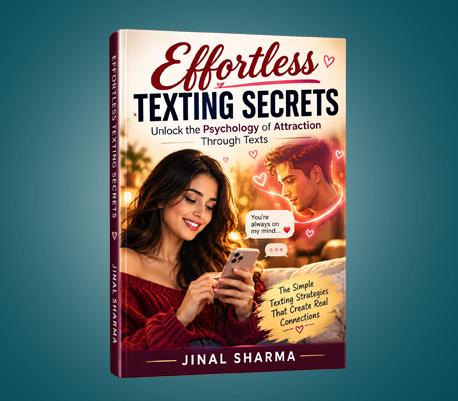 Effortless
TEXTING SECRETS
Unlock the Psychology of Attraction
Through Texts
You're
always on
my mind...
The Simple
Texting Strategies
That Create Real
Connections
JINAL SHARMA
EFFORTLESS TEXTING SECRETS
JINAL SHARMA